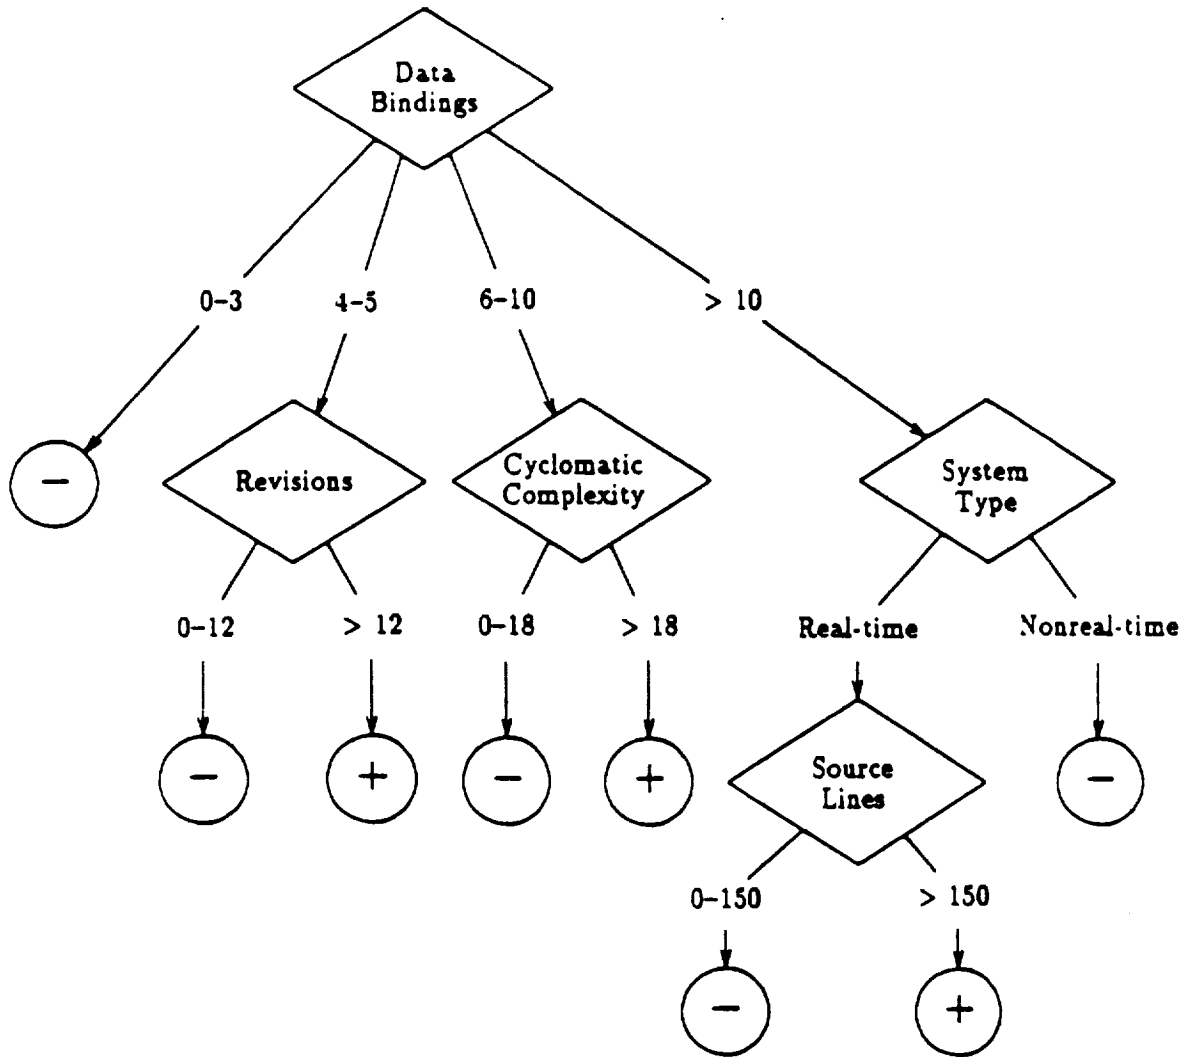 Data
Bindings
0–3
4–5
6–10
> 10
−
Revisions
Cyclomatic
Complexity
System
Type
0–12
> 12
0–18
> 18
Real-time
Nonreal-time
−
+
−
+
Source
Lines
−
0–150
> 150
−
+